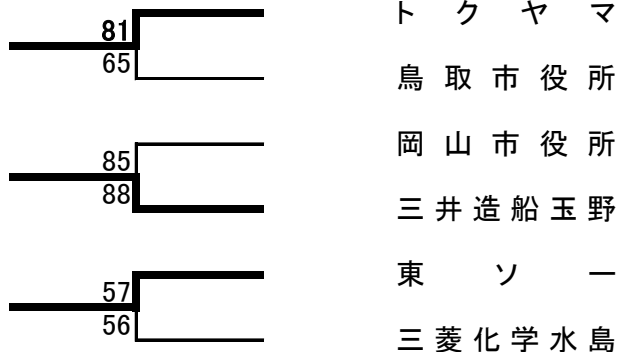 81 トクヤマ
65 鳥取市役所
85 岡山市役所
88 三井造船玉野
57 東ソー
56 三菱化学水島